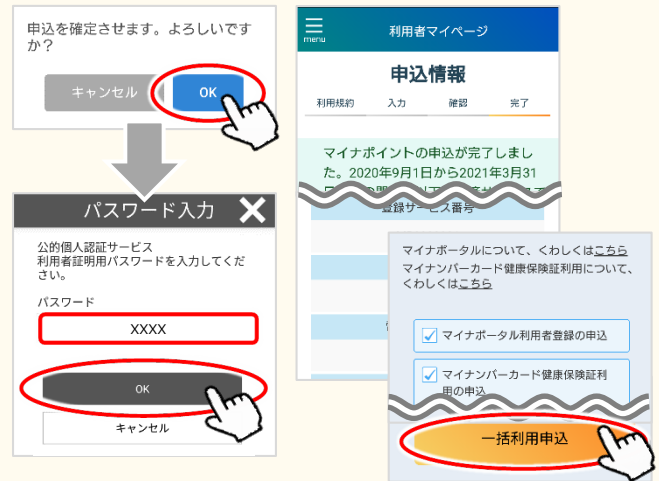 申込を確定させます。よろしいです
か？
キャンセル
OK
パスワード入力
公的個人認証サービス
利用者証明用パスワードを入力してくだ
さい。
パスワード
XXXX
OK
キャンセル
menu
利用者マイページ
申込情報
利用規約 入力 確認 完了
マイナポイントの申込が完了しまし
た。2020年9月1日から2021年3月31
登録サービス番号
マイナポータルについて、くわしくはこちら
マイナンバーカード健康保険証利用について、
くわしくはこちら
マイナポータル利用者登録の申込
マイナンバーカード健康保険証利
用の申込
一括利用申込